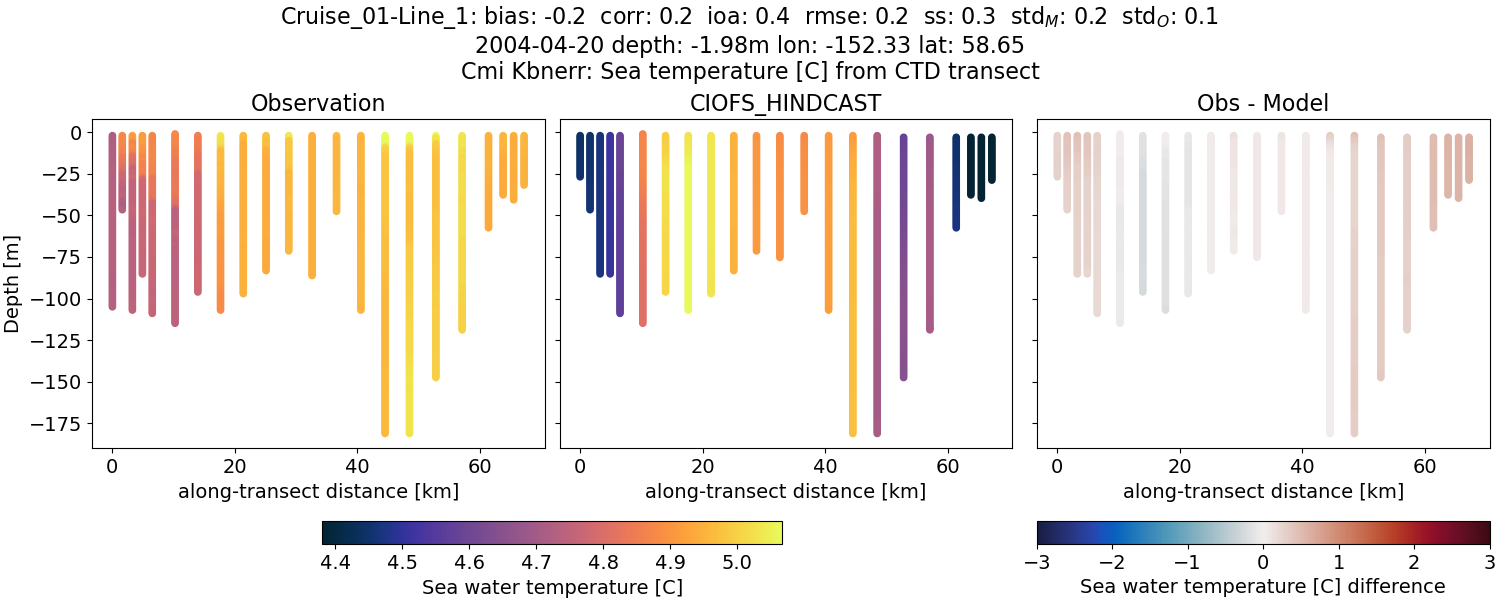 Cruise_01-Line_1: bias: -0.2  corr: 0.2  ioa: 0.4  rmse: 0.2  ss: 0.3  std_M: 0.2  std_O: 0.1
2004-04-20 depth: -1.98m lon: -152.33 lat: 58.65
Cmi Kbnerr: Sea temperature [C] from CTD transect
Observation
CIOFS_HINDCAST
Obs - Model
Depth [m]
0
−25
−50
−75
−100
−125
−150
−175
0 20 40 60
0 20 40 60
0 20 40 60
along-transect distance [km]
along-transect distance [km]
along-transect distance [km]
4.4 4.5 4.6 4.7 4.8 4.9 5.0
Sea water temperature [C]
−3 −2 −1 0 1 2 3
Sea water temperature [C] difference